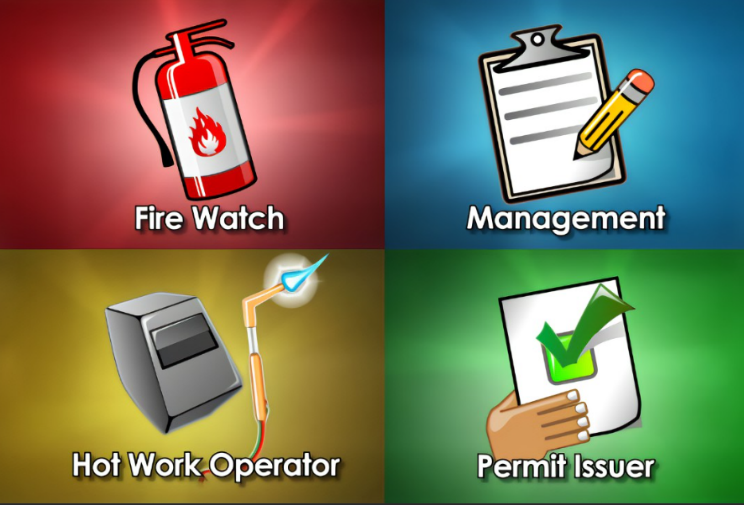 Fire Watch
Management
Hot Work Operator
Permit Issuer